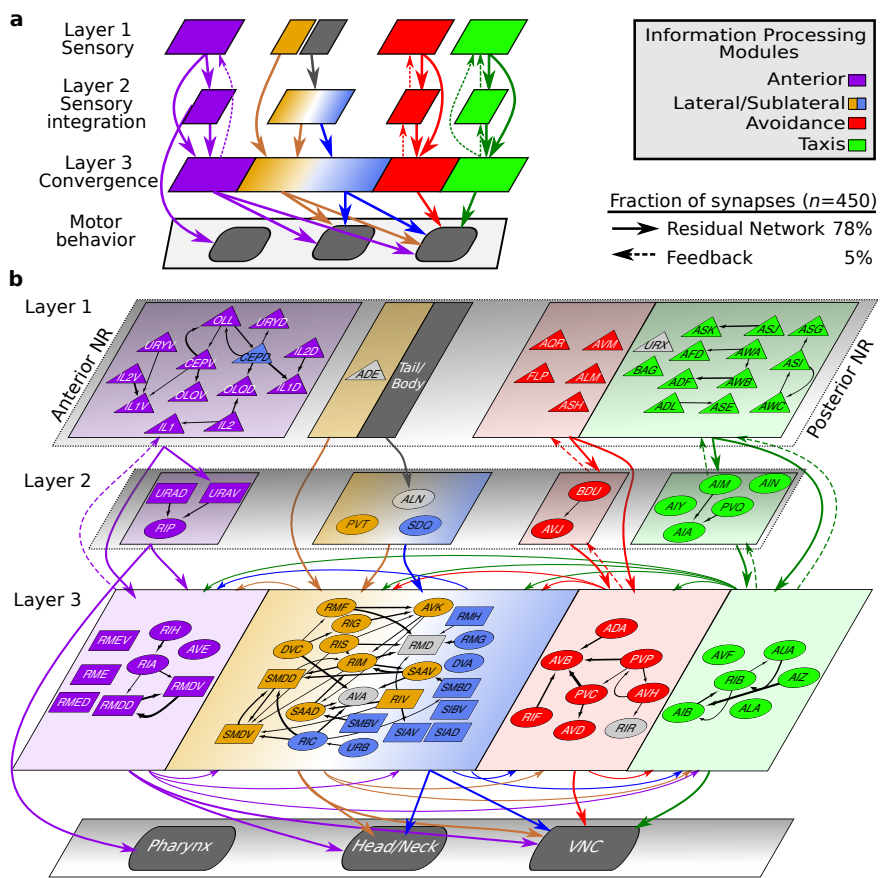 a
Layer 1
Sensory
Layer 2
Sensory
integration
Layer 3
Convergence
Motor
behavior
Information Processing
Modules
Anterior
Lateral/Sublateral
Avoidance
Taxis
Fraction of synapses (n=450)
Residual Network 78%
Feedback 5%
b
Layer 1
Anterior NR
Posterior NR
OLL
URYD
URYV
CEPV
CEPD
IL2D
IL2V
OLQV
OLQD
IL1D
IL1V
IL1
IL2
ADE
Tail/
Body
AQR
AVM
FLP
ALM
ASH
URX
BAG
ASK
ASJ
ASG
AFD
AWA
ASI
ADF
AWB
ADL
ASE
AWC
Layer 2
URAD
URAV
RIP
ALN
PVT
SDQ
BDU
AVJ
AIM
AIN
AIY
PVQ
AIA
Layer 3
RMEV
RIH
AVE
RME
RIA
RMED
RMDD
RMDV
RMF
AVK
RIG
RMH
DVC
RIS
RMD
RMG
RIM
DVA
SMDD
SAAV
SMBD
AVA
RIV
SAAD
SIBV
SMBV
SMDV
RIC
URB
SIAV
SIAD
ADA
AVB
PVP
PVC
AVH
RIF
AVD
RIR
AVF
AUA
RIB
AIZ
AIB
ALA
Pharynx
Head/Neck
VNC